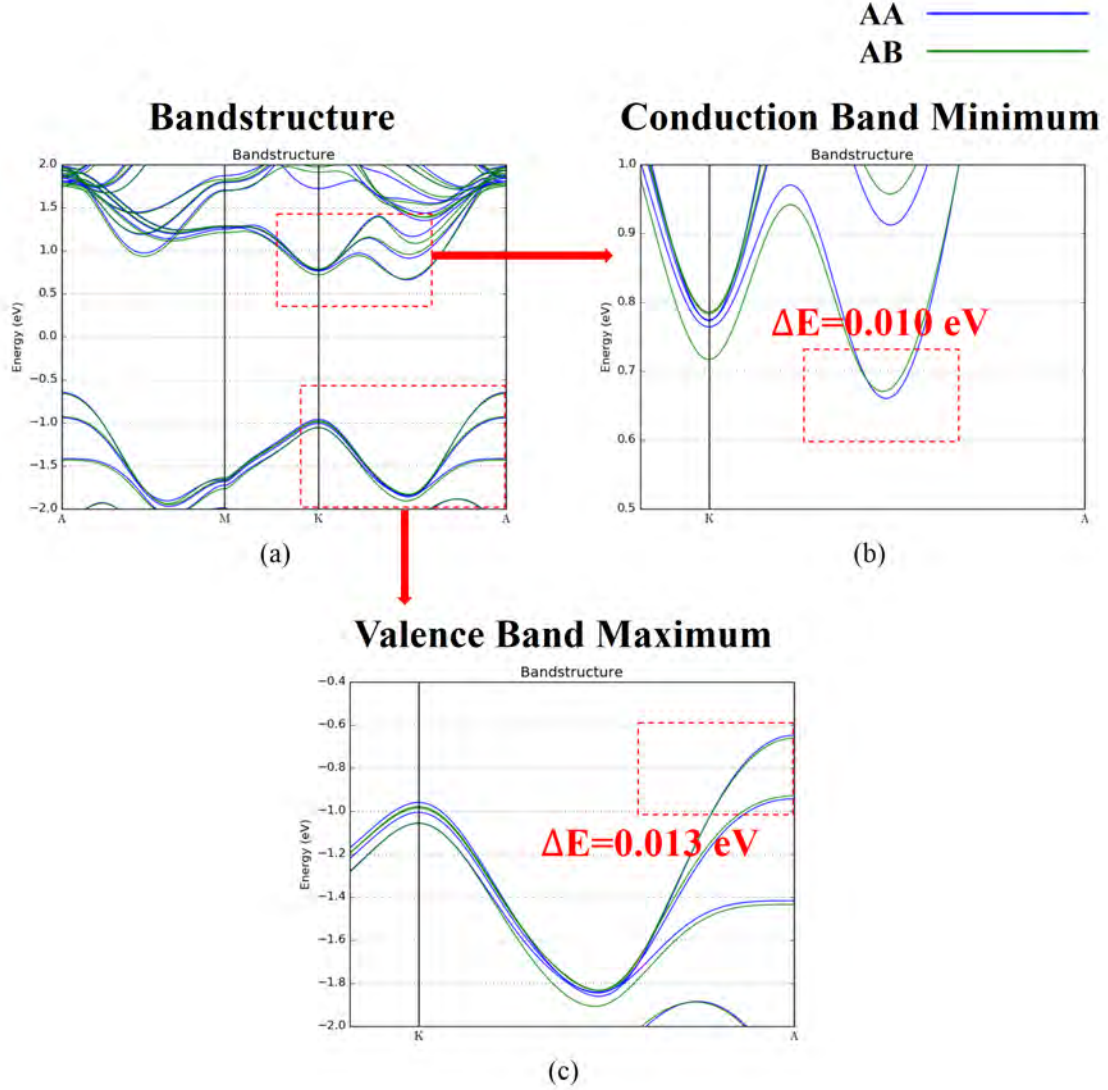 AA
AB
Bandstructure
Bandstructure
2.0
1.5
1.0
0.5
0.0
−0.5
−1.0
−1.5
−2.0
Energy (eV)
A
M
K
A
(a)
Conduction Band Minimum
Bandstructure
1.0
0.9
0.8
0.7
0.6
0.5
Energy (eV)
ΔE=0.010 eV
K
A
(b)
Valence Band Maximum
Bandstructure
−0.4
−0.6
−0.8
−1.0
−1.2
−1.4
−1.6
−1.8
−2.0
Energy (eV)
ΔE=0.013 eV
K
A
(c)